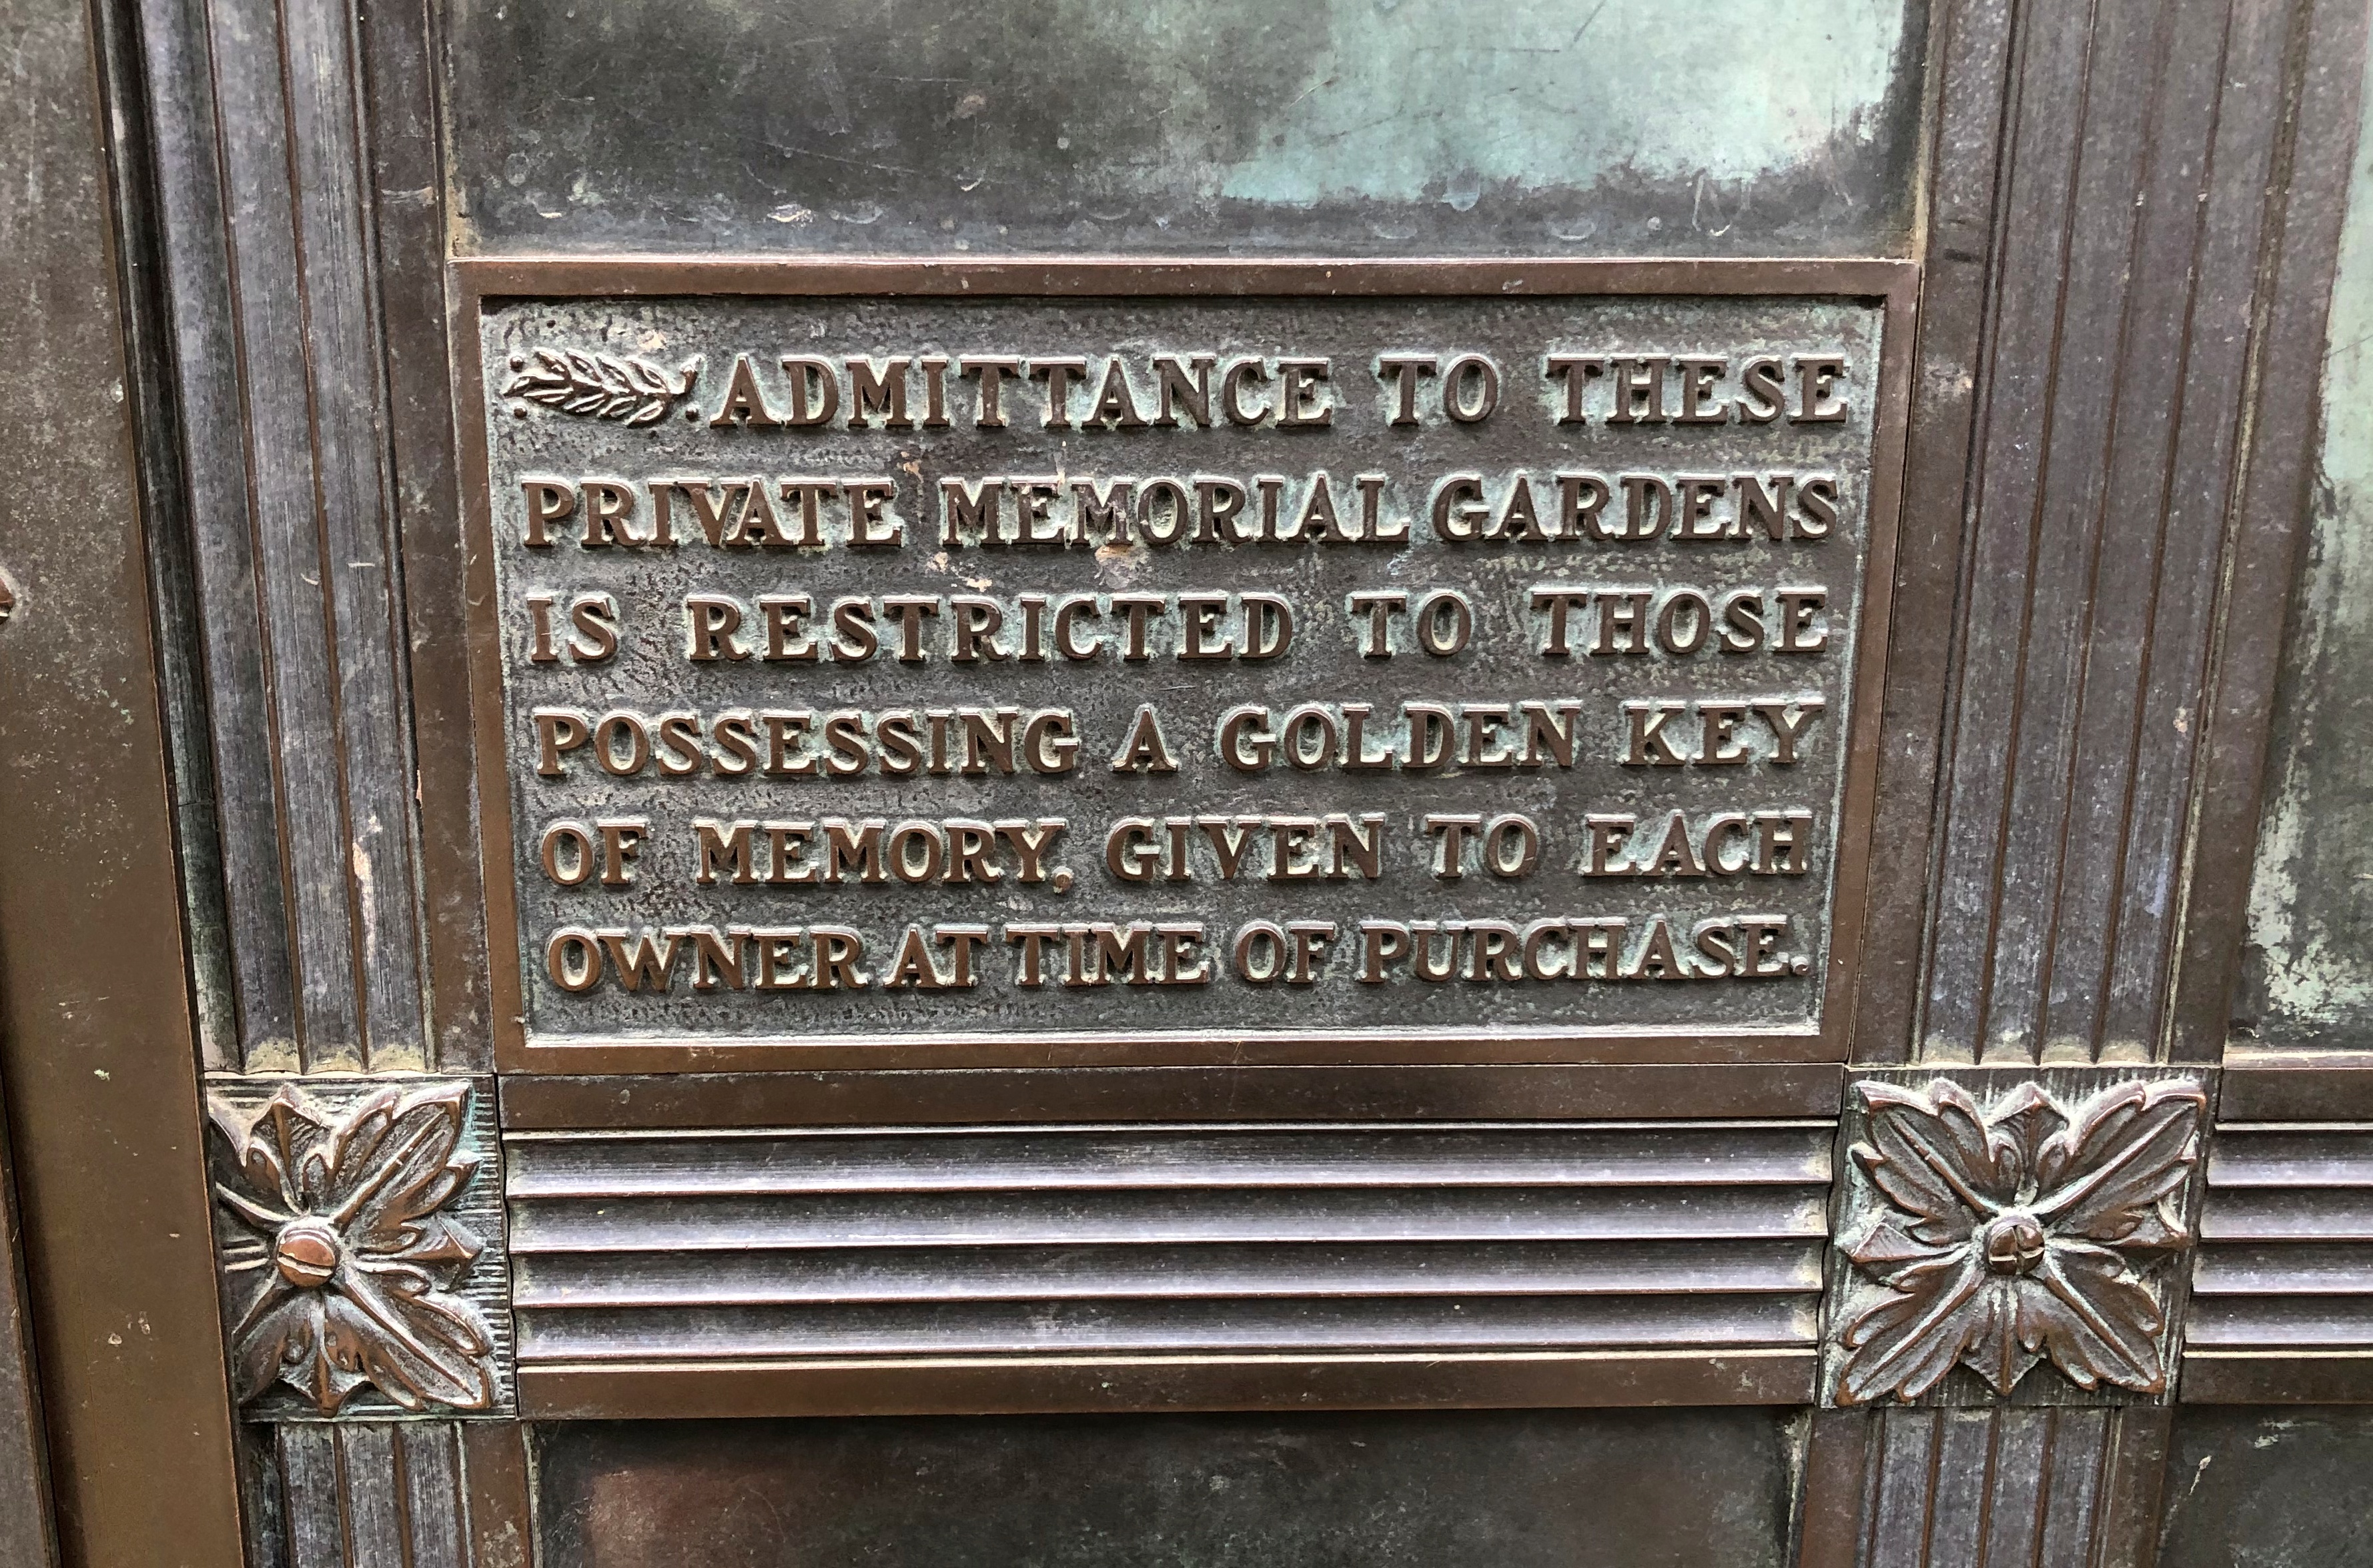 ADMITTANCE TO THESE
PRIVATE MEMORIAL GARDENS
IS RESTRICTED TO THOSE
POSSESSING A GOLDEN KEY
OF MEMORY, GIVEN TO EACH
OWNER AT TIME OF PURCHASE.